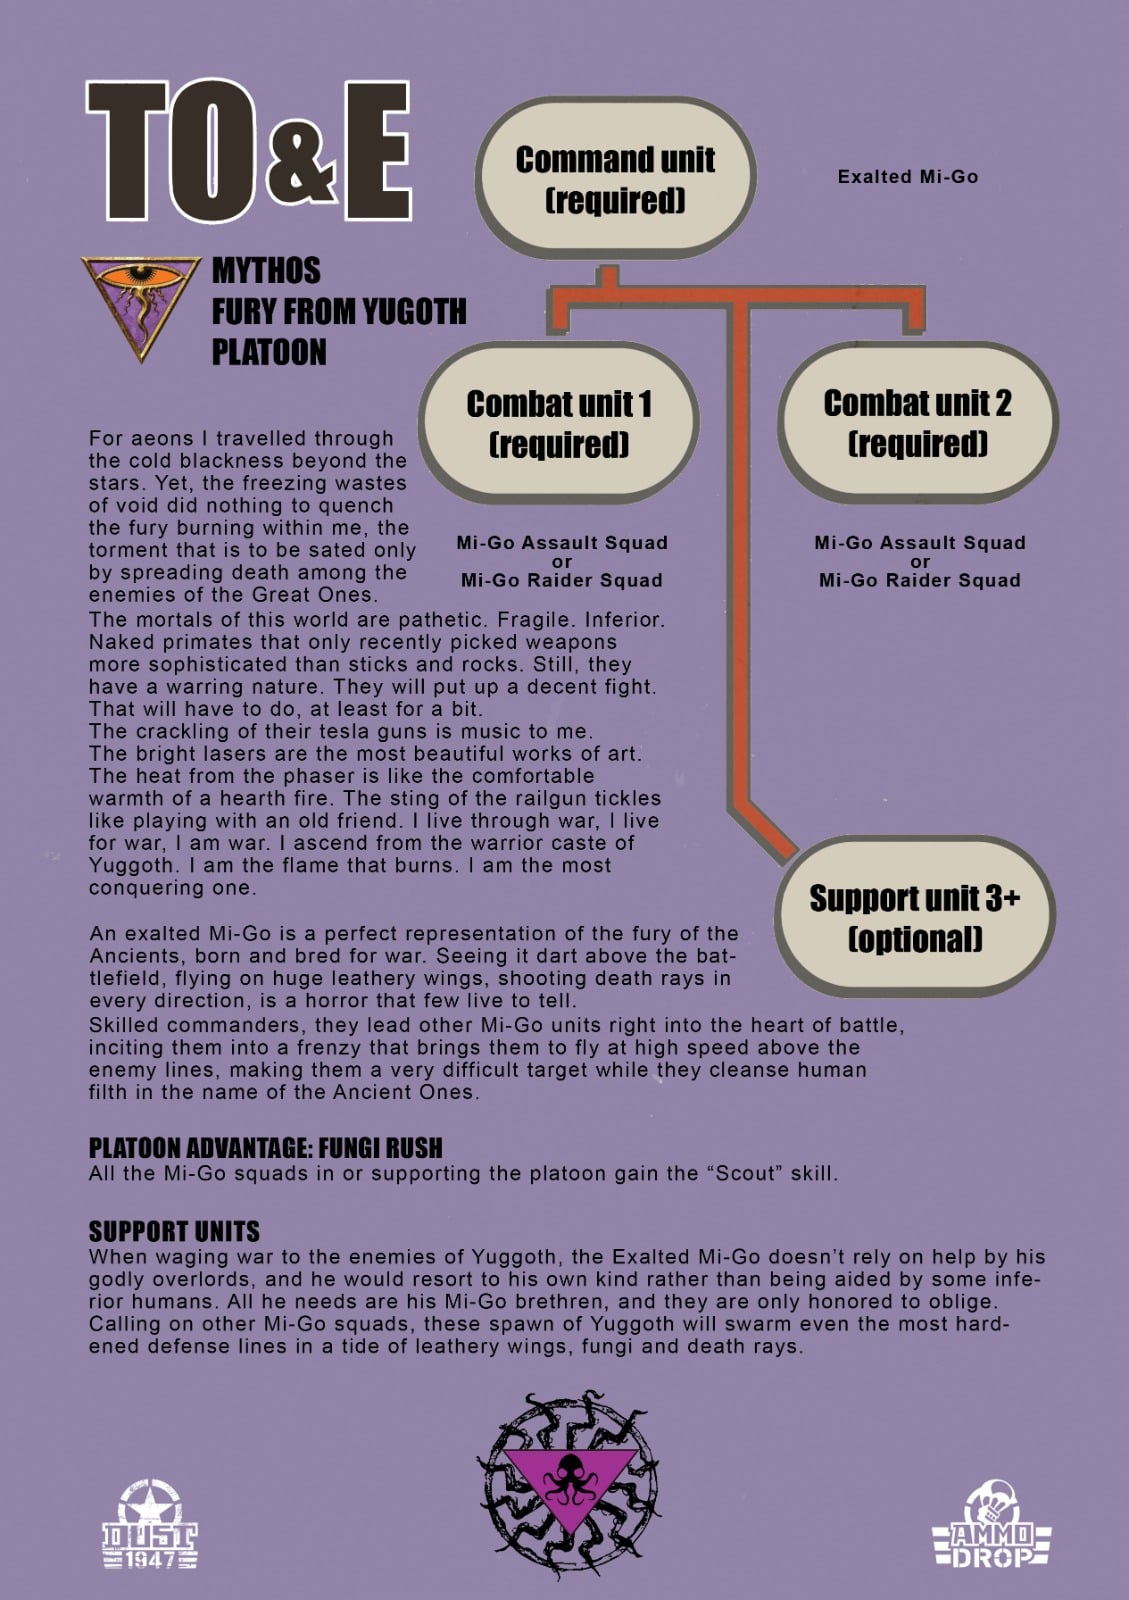 TO&E
MYTHOS
FURY FROM YUGOTH
PLATOON
Command unit
(required)
Exalted Mi-Go
Combat unit 1
(required)
Combat unit 2
(required)
Mi-Go Assault Squad
or
Mi-Go Raider Squad
Mi-Go Assault Squad
or
Mi-Go Raider Squad
Support unit 3+
(optional)
For aeons I travelled through
the cold blackness beyond the
stars. Yet, the freezing wastes
of void did nothing to quench
the fury burning within me, the
torment that is to be sated only
by spreading death among the
enemies of the Great Ones.
The mortals of this world are pathetic. Fragile. Inferior.
Naked primates that only recently picked weapons
more sophisticated than sticks and rocks. Still, they
have a warring nature. They will put up a decent fight.
That will have to do, at least for a bit.
The crackling of their tesla guns is music to me.
The bright lasers are the most beautiful works of art.
The heat from the phaser is like the comfortable
warmth of a hearth fire. The sting of the railgun tickles
like playing with an old friend. I live through war, I live
for war, I am war. I ascend from the warrior caste of
Yuggoth. I am the flame that burns. I am the most
conquering one.
An exalted Mi-Go is a perfect representation of the fury of the
Ancients, born and bred for war. Seeing it dart above the bat-
tlefield, flying on huge leathery wings, shooting death rays in
every direction, is a horror that few live to tell.
Skilled commanders, they lead other Mi-Go units right into the heart of battle,
inciting them into a frenzy that brings them to fly at high speed above the
enemy lines, making them a very difficult target while they cleanse human
filth in the name of the Ancient Ones.
PLATOON ADVANTAGE: FUNGI RUSH
All the Mi-Go squads in or supporting the platoon gain the “Scout” skill.
SUPPORT UNITS
When waging war to the enemies of Yuggoth, the Exalted Mi-Go doesn’t rely on help by his
godly overlords, and he would resort to his own kind rather than being aided by some infe-
rior humans. All he needs are his Mi-Go brethren, and they are only honored to oblige.
Calling on other Mi-Go squads, these spawn of Yuggoth will swarm even the most hard-
ened defense lines in a tide of leathery wings, fungi and death rays.
DUST
1947
AMMO
DROP